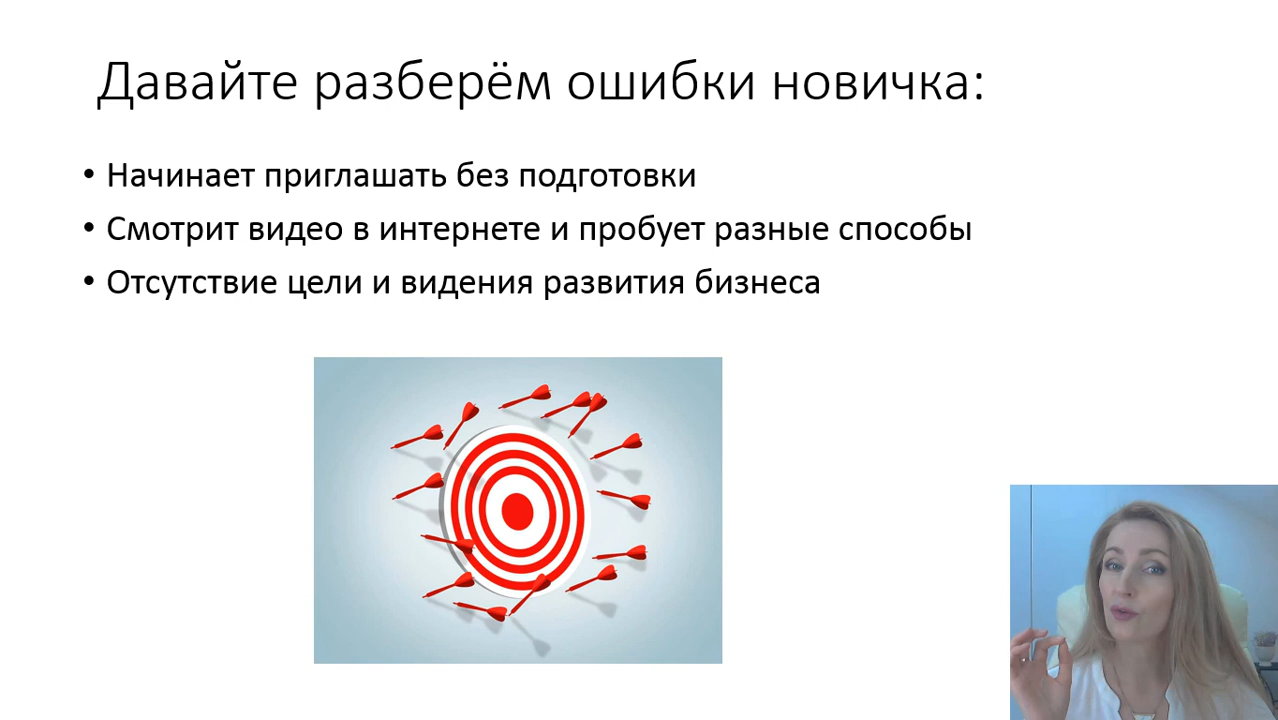 Давайте разберём ошибки новичка:
• Начинает приглашать без подготовки
• Смотрит видео в интернете и пробует разные способы
• Отсутствие цели и видения развития бизнеса